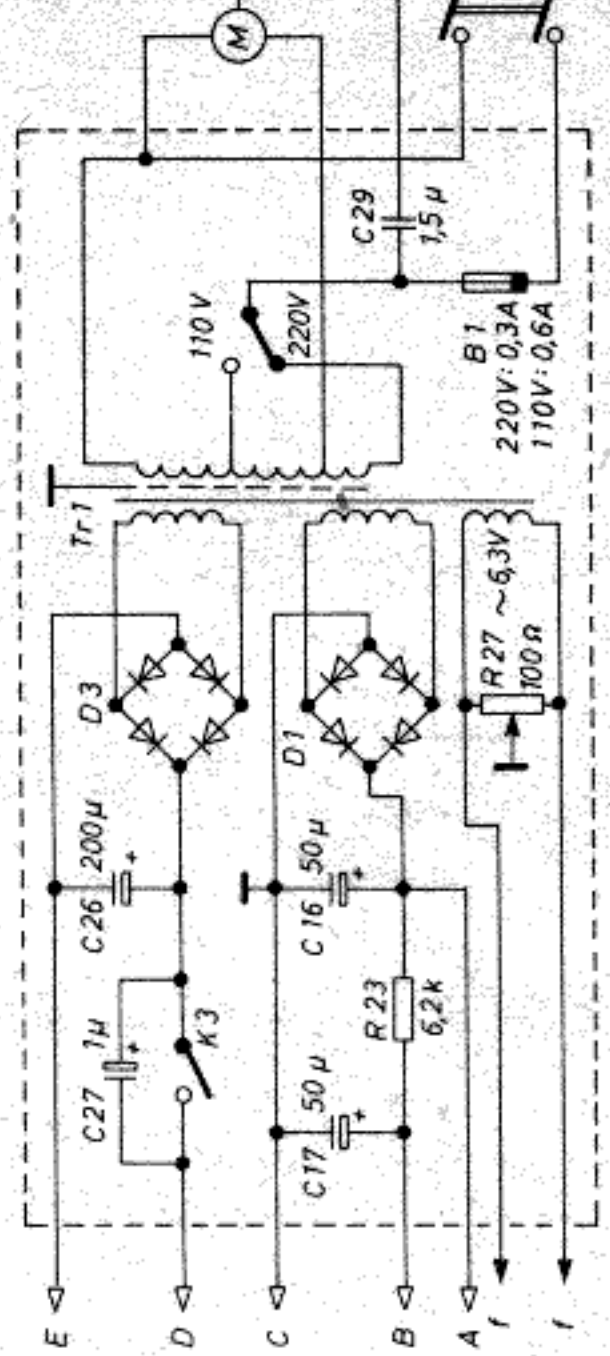 M
C29
1,5 µ
110V
220V
B1
220V: 0,3A
110V: 0,6A
Tr1
D3
D1
R27 ~6,3V
100Ω
C26 200µ
+
C16 50µ
+
C27 1µ
+
K3
R23
6,2k
C17 50µ
+
E
D
C
B
A
f
f